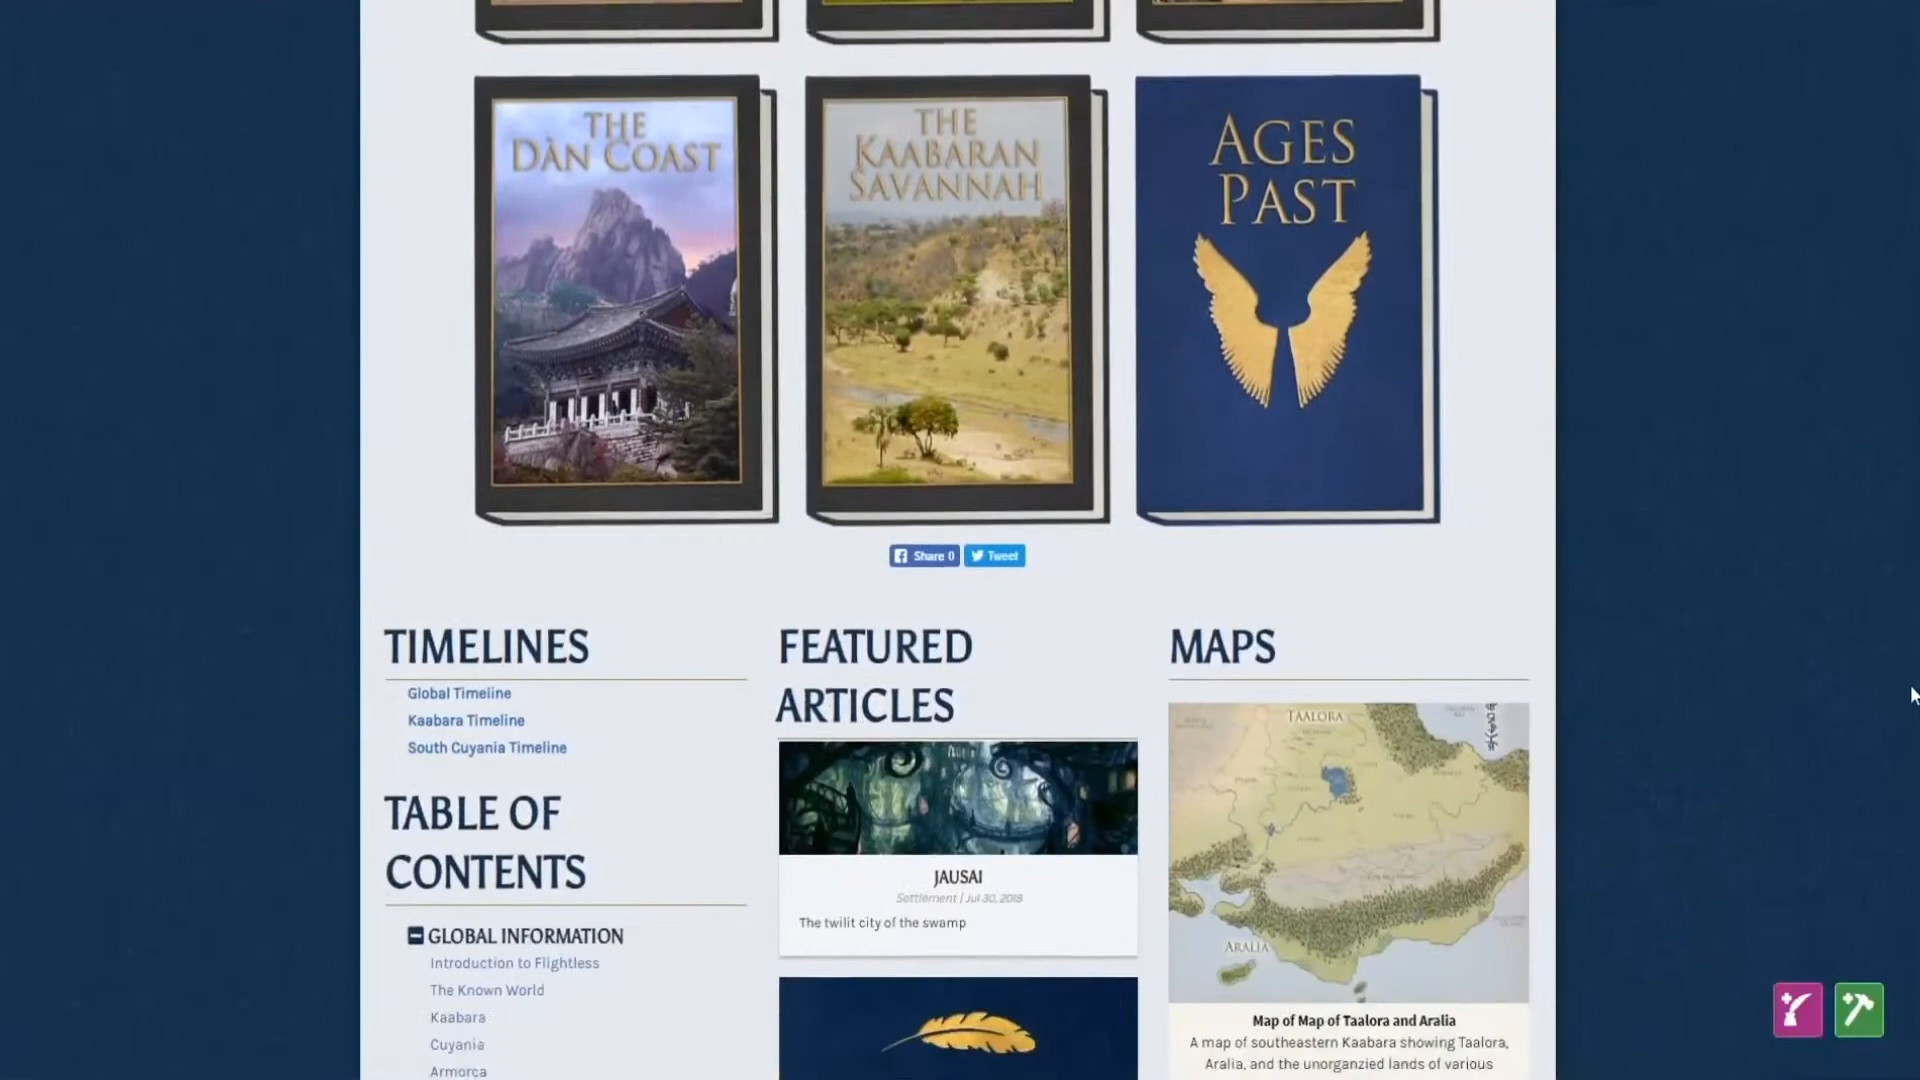 THE
DÀN COAST
THE
KAABARAN
SAVANNAH
AGES
PAST
Share 0
Tweet
TIMELINES
Global Timeline
Kaabara Timeline
South Cuyania Timeline
TABLE OF
CONTENTS
GLOBAL INFORMATION
Introduction to Flightless
The Known World
Kaabara
Cuyania
Armorca
FEATURED
ARTICLES
JAUSAI
Settlement | Jul 30, 2018
The twilit city of the swamp
MAPS
TAALORA
ARALIA
Map of Map of Taalora and Aralia
A map of southeastern Kaabara showing Taalora,
Aralia, and the unorganzied lands of various